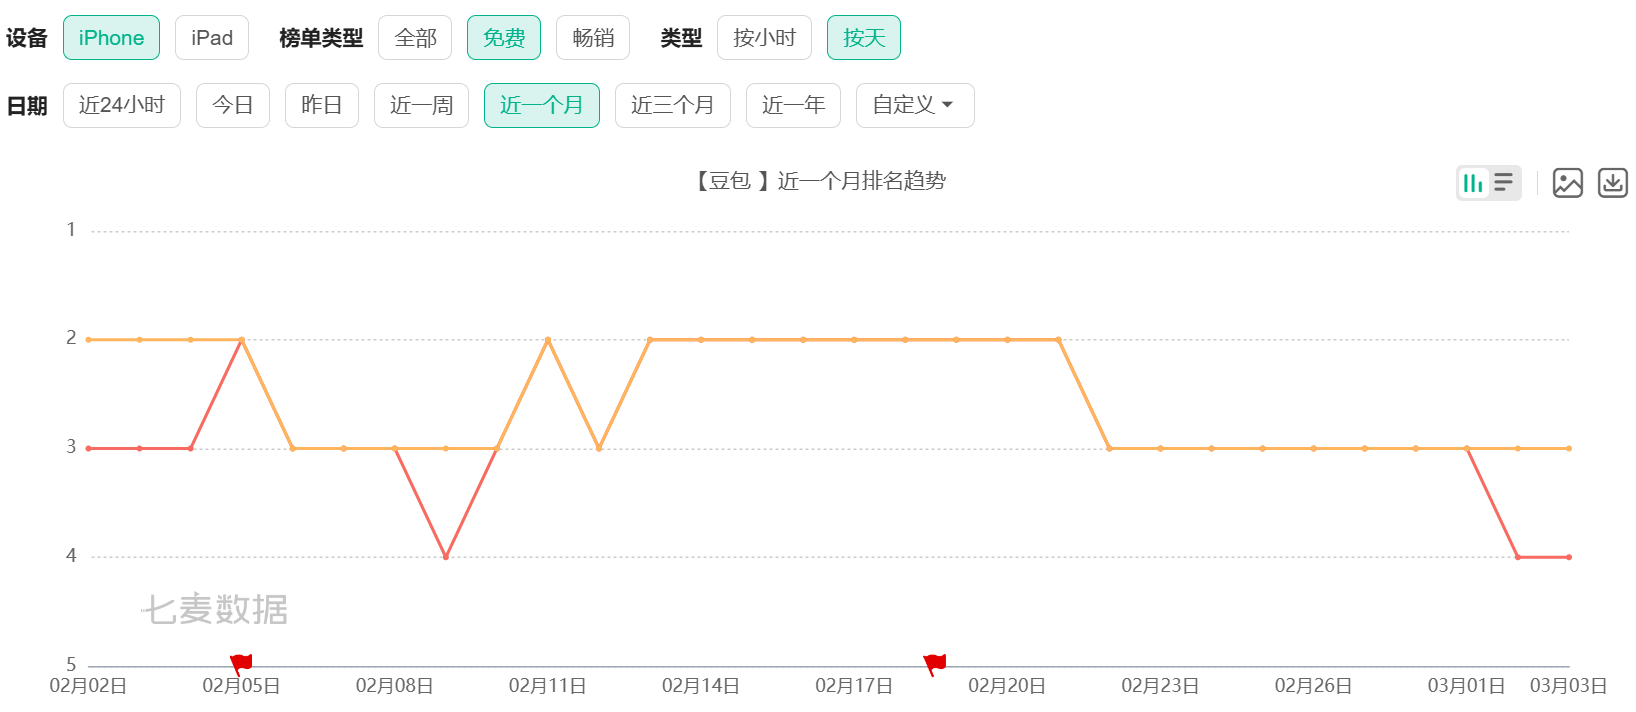 设备 iPhone iPad 榜单类型 全部 免费 畅销 类型 按小时 按天
日期 近24小时 今日 昨日 近一周 近一个月 近三个月 近一年 自定义
【豆包 】近一个月排名趋势
1
2
3
4
七麦数据
5
02月02日 02月05日 02月08日 02月11日 02月14日 02月17日 02月20日 02月23日 02月26日 03月01日 03月03日